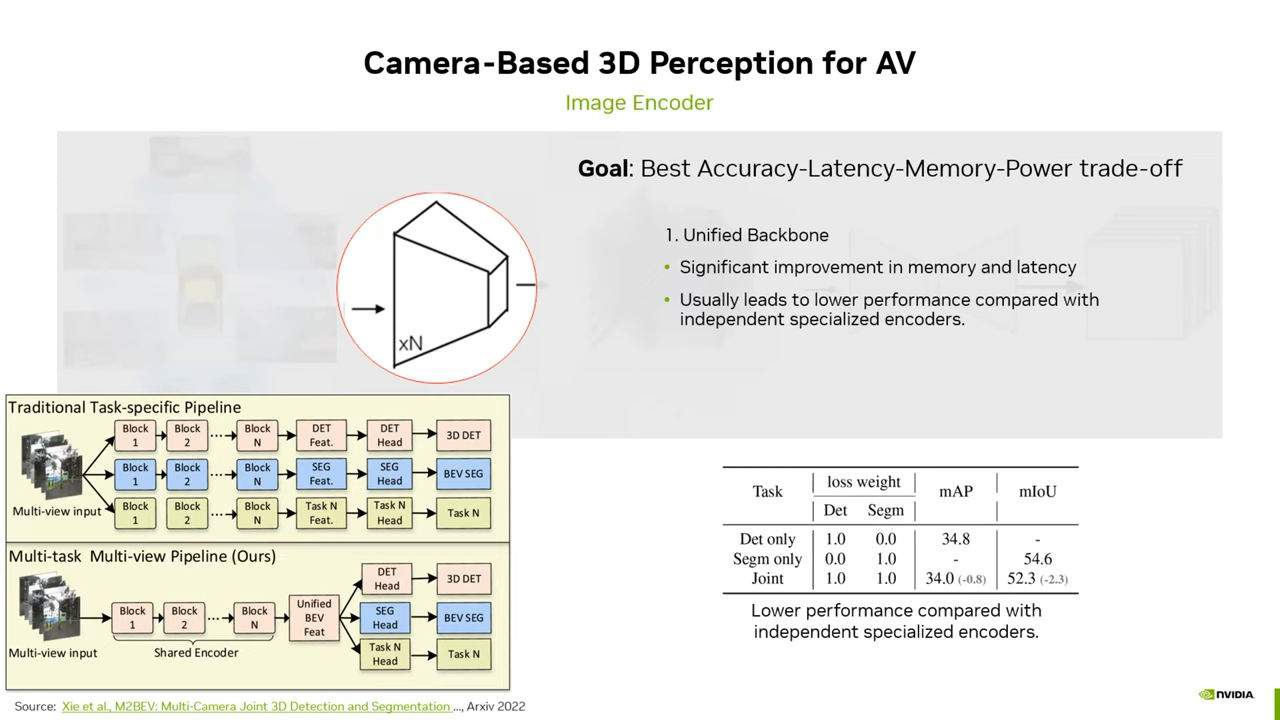 Camera-Based 3D Perception for AV
Image Encoder
Goal: Best Accuracy-Latency-Memory-Power trade-off
1. Unified Backbone
• Significant improvement in memory and latency
• Usually leads to lower performance compared with
independent specialized encoders.
xN
Traditional Task-specific Pipeline
Multi-view input
Block 1
Block 2
...
Block N
DET Feat.
DET Head
3D DET
Block 1
Block 2
...
Block N
SEG Feat.
SEG Head
BEV SEG
Block 1
Block 2
...
Block N
Task N Feat.
Task N Head
Task N
Multi-task Multi-view Pipeline (Ours)
Multi-view input
Block 1
Block 2
...
Block N
Shared Encoder
Unified BEV Feat
DET Head
3D DET
SEG Head
BEV SEG
Task N Head
Task N
Task loss weight mAP mIoU
Det Segm
Det only 1.0 0.0 34.8 -
Segm only 0.0 1.0 - 54.6
Joint 1.0 1.0 34.0 (-0.8) 52.3 (-2.3)
Lower performance compared with
independent specialized encoders.
Source: Xie et al., M2BEV: Multi-Camera Joint 3D Detection and Segmentation ..., Arxiv 2022
NVIDIA